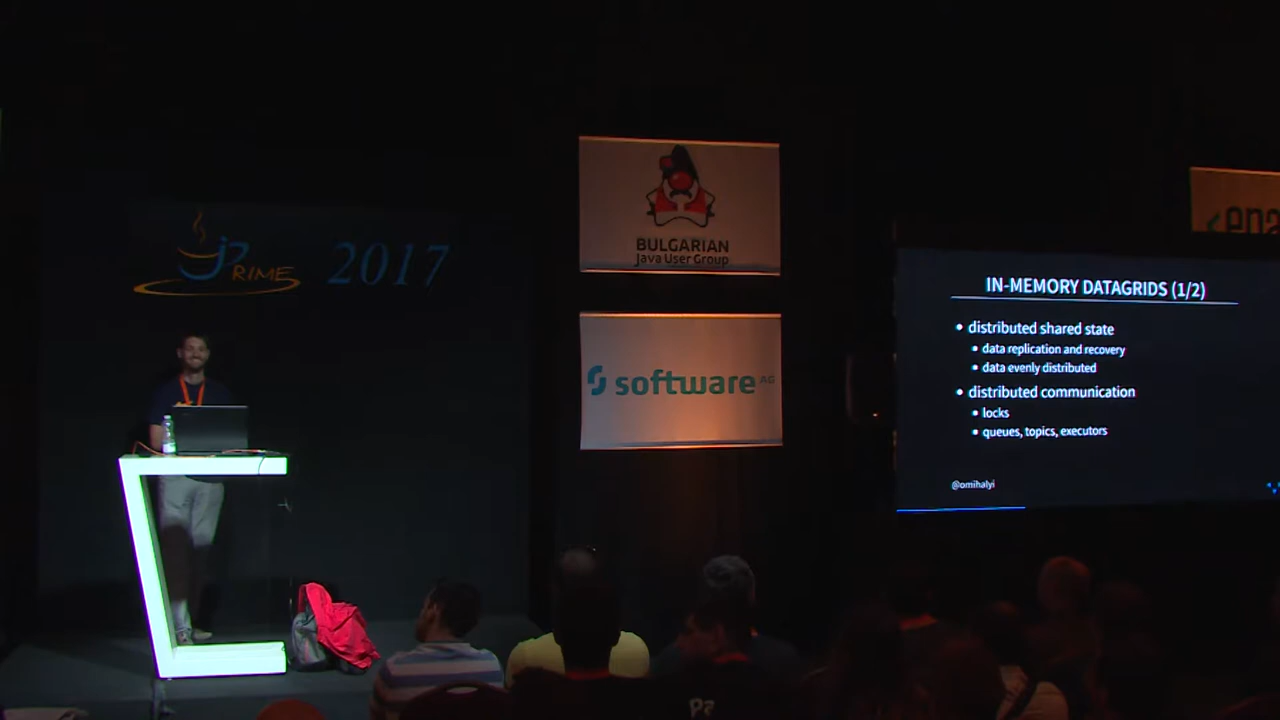 jPRIME 2017
BULGARIAN
Java User Group
software AG
IN-MEMORY DATAGRIDS (1/2)
• distributed shared state
• data replication and recovery
• data evenly distributed
• distributed communication
• locks
• queues, topics, executors
@omihalyi